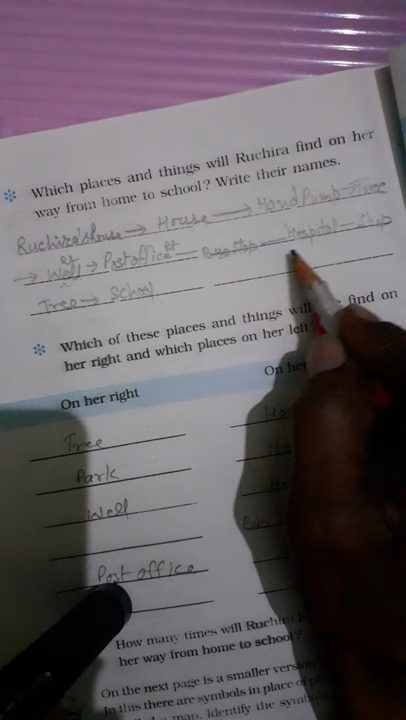 * Which places and things will Ruchira find on her
way from home to school? Write their names.
Ruchira's house → House → Hand Pump → Tree
→ Well → Post office — Bus stop — Hospital — Shop
Tree → School
* Which of these places and things will find on
her right and which places on her left
On her right On he
Tree Ho
Park
Well
Bus
Post office
How many times will Ruchira
her way from home to school?
On the next page is a smaller version
In this there are symbols in place of
a map, identify the symbols